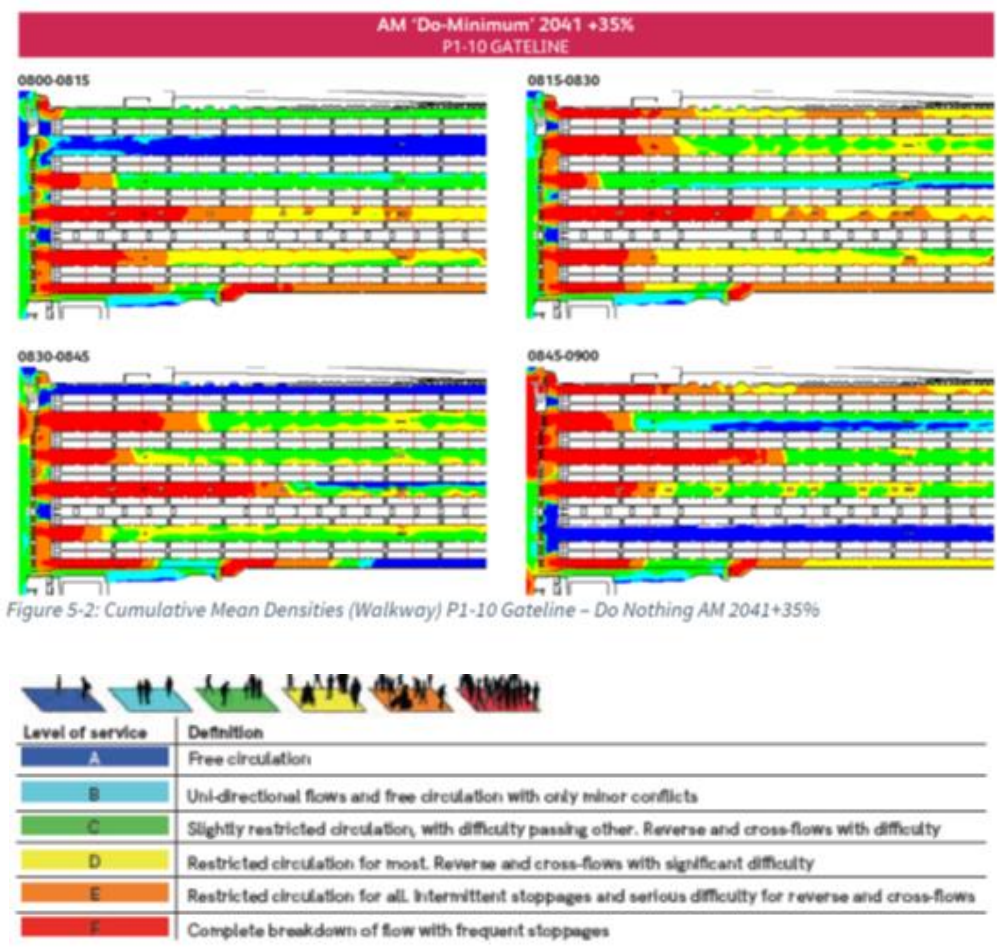 AM ‘Do-Minimum’ 2041 +35%
P1-10 GATELINE
0800-0815
0815-0830
0830-0845
0845-0900
Figure 5-2: Cumulative Mean Densities (Walkway) P1-10 Gateline – Do Nothing AM 2041+35%
Level of service Definition
A Free circulation
B Uni-directional flows and free circulation with only minor conflicts
C Slightly restricted circulation, with difficulty passing other. Reverse and cross-flows with difficulty
D Restricted circulation for most. Reverse and cross-flows with significant difficulty
E Restricted circulation for all. Intermittent stoppages and serious difficulty for reverse and cross-flows
F Complete breakdown of flow with frequent stoppages